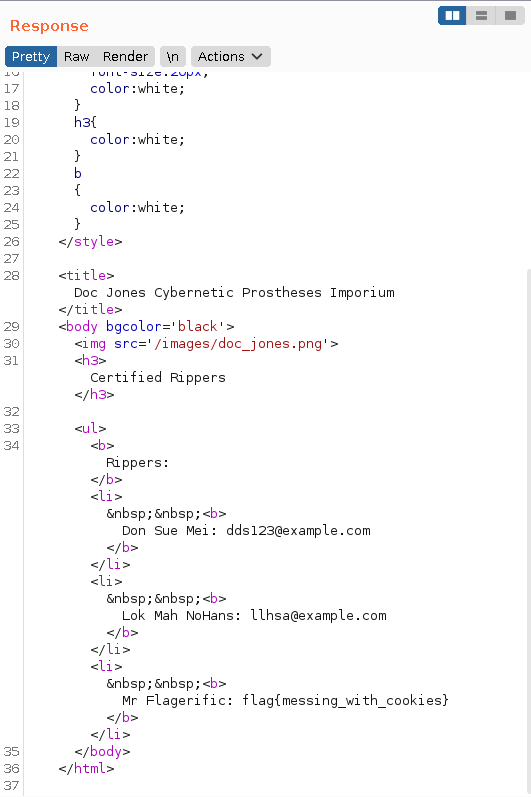 Response
Pretty Raw Render \n Actions
16 font-size:20px;
17 color:white;
18 }
19 h3{
20 color:white;
21 }
22 b
23 {
24 color:white;
25 }
26 </style>
27
28 <title>
Doc Jones Cybernetic Prostheses Imporium
</title>
29 <body bgcolor='black'>
30 <img src='/images/doc_jones.png'>
31 <h3>
Certified Rippers
</h3>
32
33 <ul>
34 <b>
Rippers:
</b>
<li>
&nbsp;&nbsp;<b>
Don Sue Mei: dds123@example.com
</b>
</li>
<li>
&nbsp;&nbsp;<b>
Lok Mah NoHans: llhsa@example.com
</b>
</li>
<li>
&nbsp;&nbsp;<b>
Mr Flagerific: flag{messing_with_cookies}
</b>
</li>
35 </body>
36 </html>
37